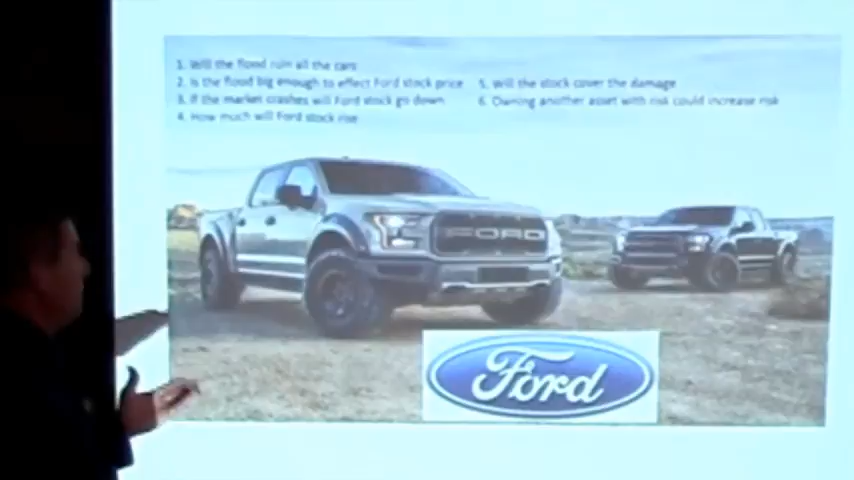 1. Will the flood ruin all the cars
2. Is the flood big enough to effect Ford stock price
3. If the market crashes will Ford stock go down
4. How much will Ford stock rise
5. Will the stock cover the damage
6. Owning another asset with risk could increase risk
FORD
Ford